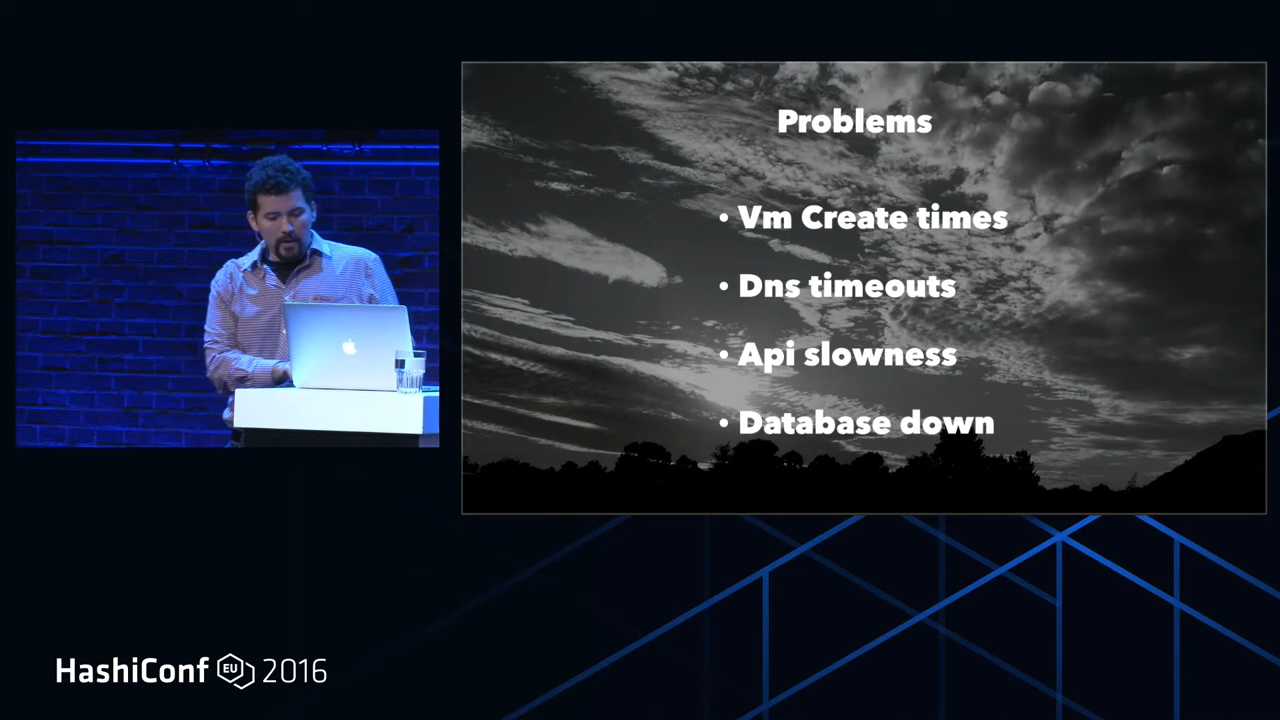 Problems
• Vm Create times
• Dns timeouts
• Api slowness
• Database down
HashiConf EU 2016